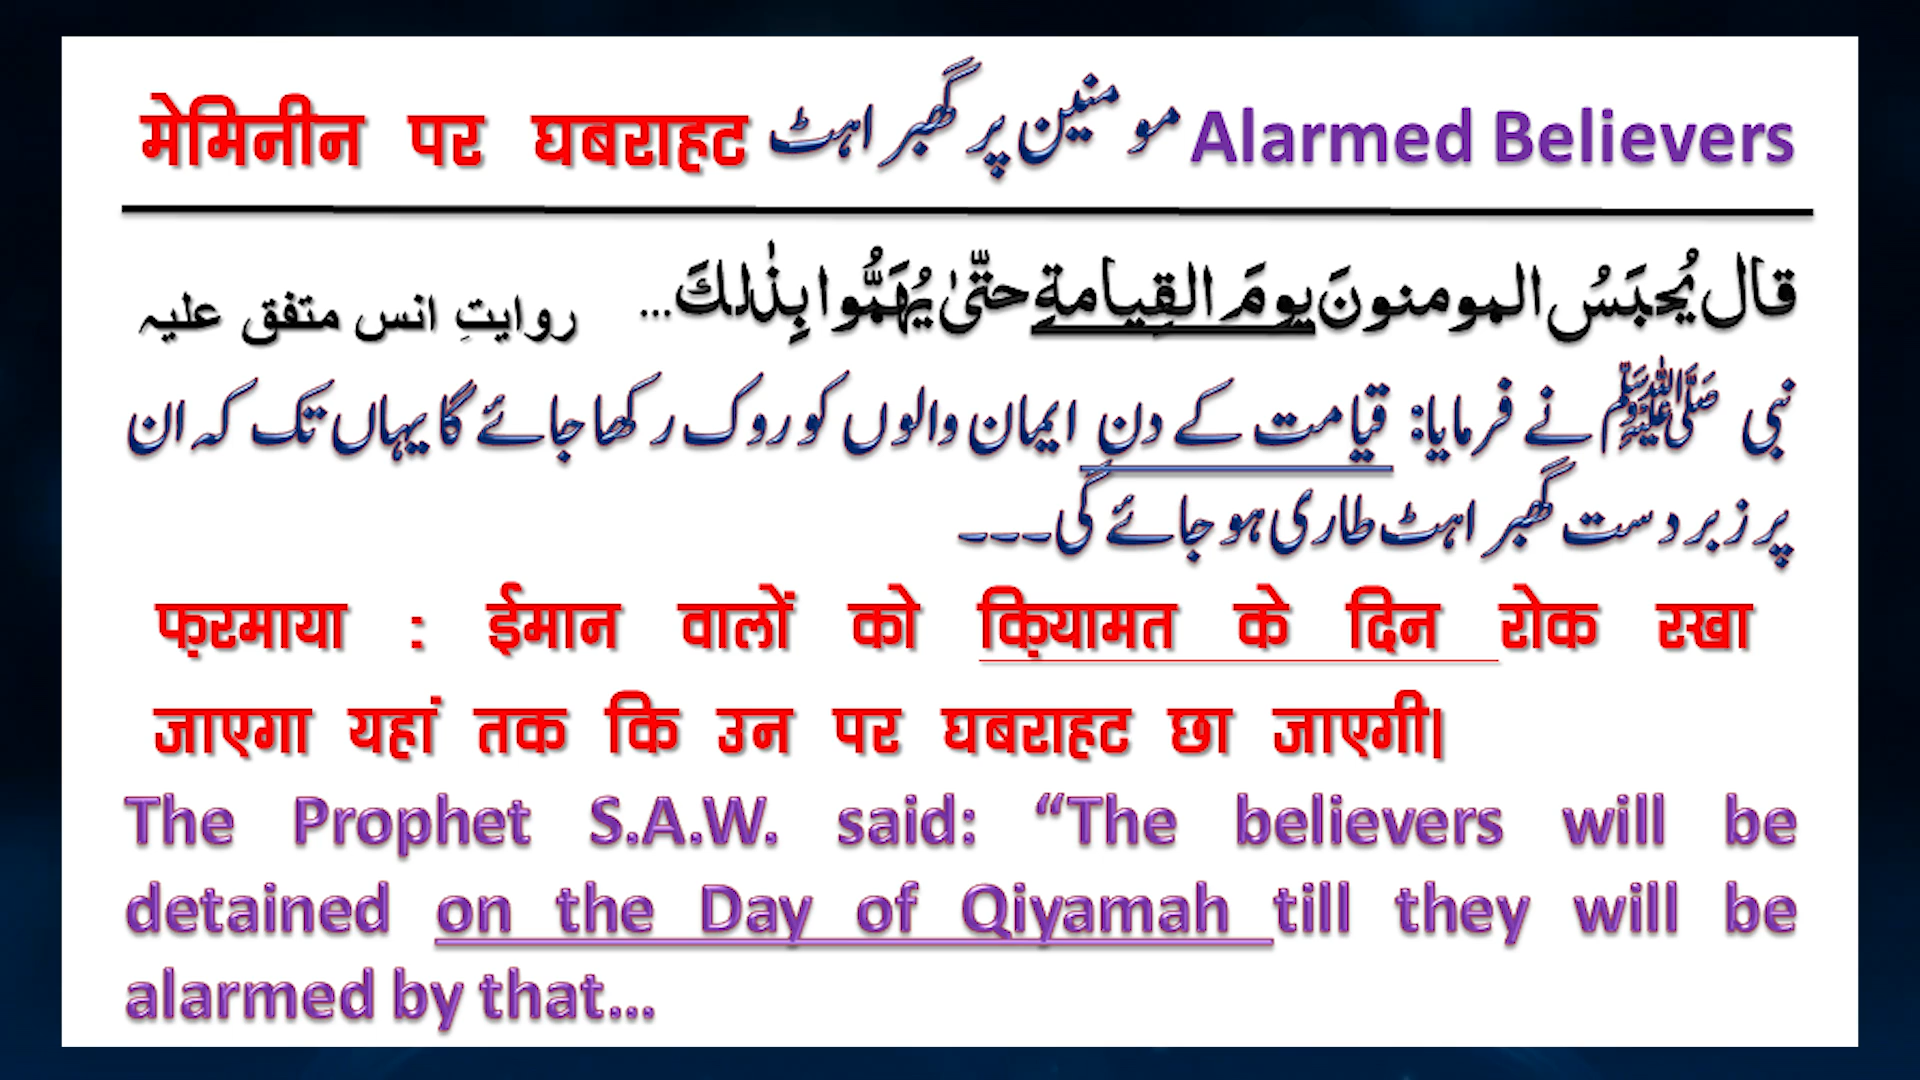 मेमिनीन पर घबराहट مومنین پر گھبراہٹ Alarmed Believers
قال یُحبَسُ المومنونَ یومَ القِیامةِ حتّیٰ یُهَمُّوا بِذٰلِكَ... روایتِ انس متفق علیہ
نبی ﷺ نے فرمایا: قیامت کے دن ایمان والوں کو روک رکھا جائے گا یہاں تک کہ ان
پر زبردست گھبراہٹ طاری ہو جائے گی۔۔۔
फ़रमाया : ईमान वालों को क़ियामत के दिन रोक रखा
जाएगा यहां तक कि उन पर घबराहट छा जाएगी।
The Prophet S.A.W. said: “The believers will be
detained on the Day of Qiyamah till they will be
alarmed by that...